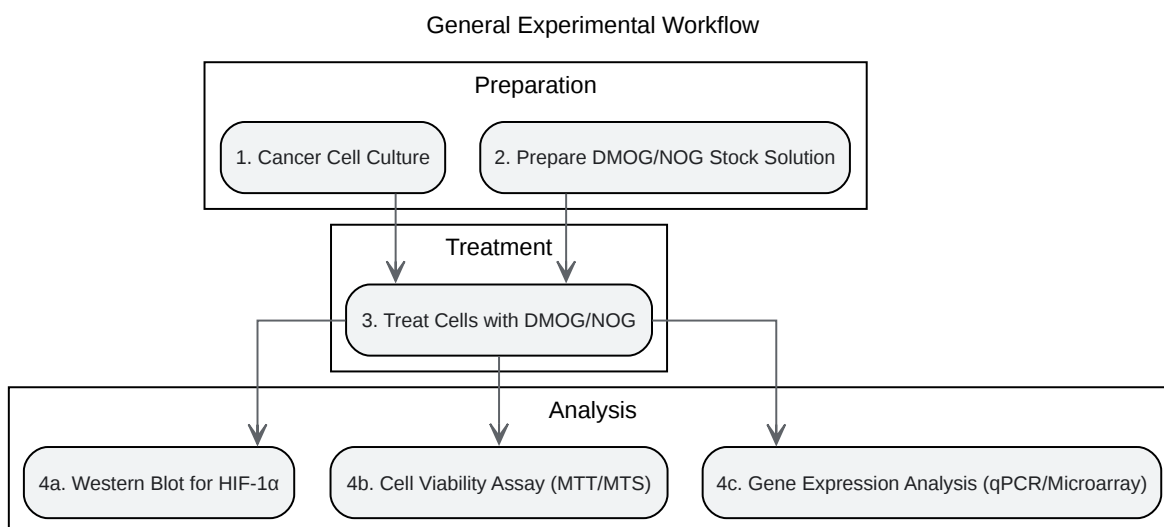 General Experimental Workflow
Preparation
1. Cancer Cell Culture
2. Prepare DMOG/NOG Stock Solution
Treatment
3. Treat Cells with DMOG/NOG
Analysis
4a. Western Blot for HIF-1α
4b. Cell Viability Assay (MTT/MTS)
4c. Gene Expression Analysis (qPCR/Microarray)